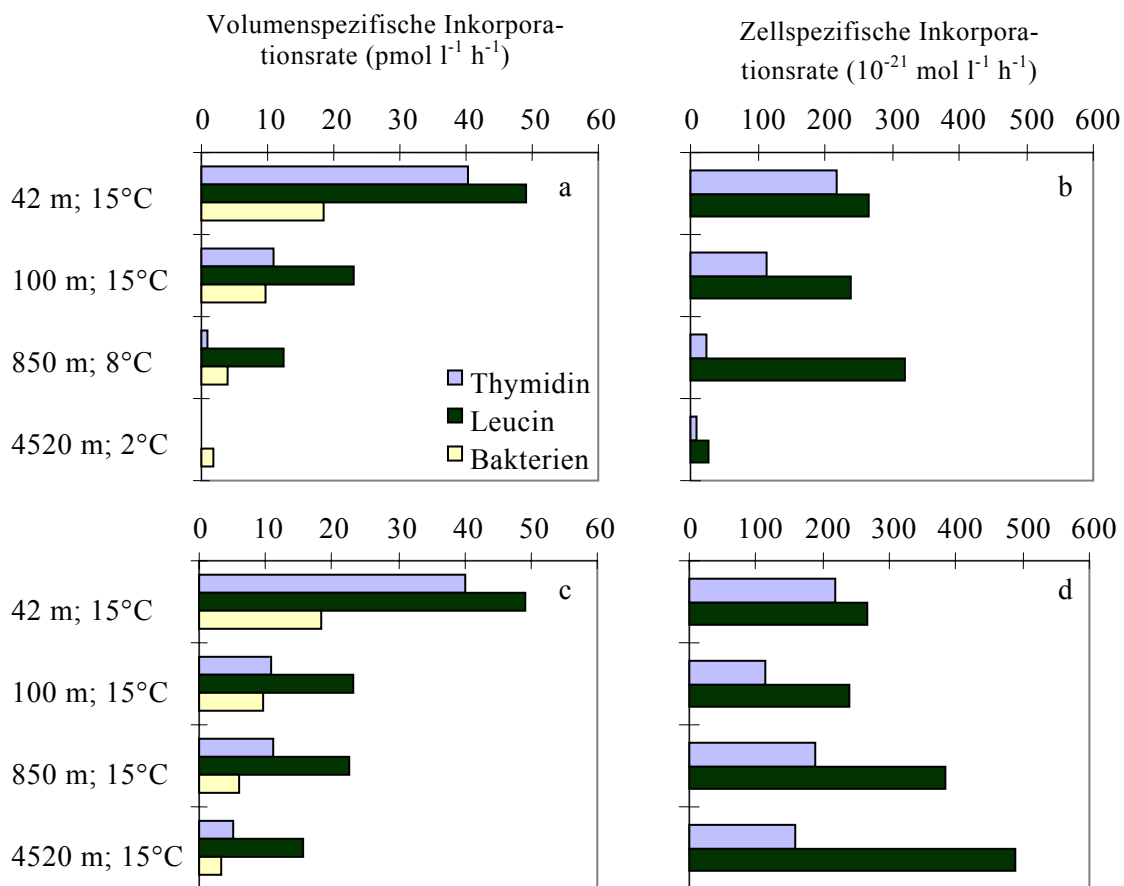 Volumenspezifische Inkorpora-
tionsrate (pmol l⁻¹ h⁻¹)
Zellspezifische Inkorpora-
tionsrate (10⁻²¹ mol l⁻¹ h⁻¹)
0 10 20 30 40 50 60
0 100 200 300 400 500 600
42 m; 15°C
a
b
100 m; 15°C
850 m; 8°C
Thymidin
Leucin
Bakterien
4520 m; 2°C
0 10 20 30 40 50 60
0 100 200 300 400 500 600
42 m; 15°C
c
d
100 m; 15°C
850 m; 15°C
4520 m; 15°C